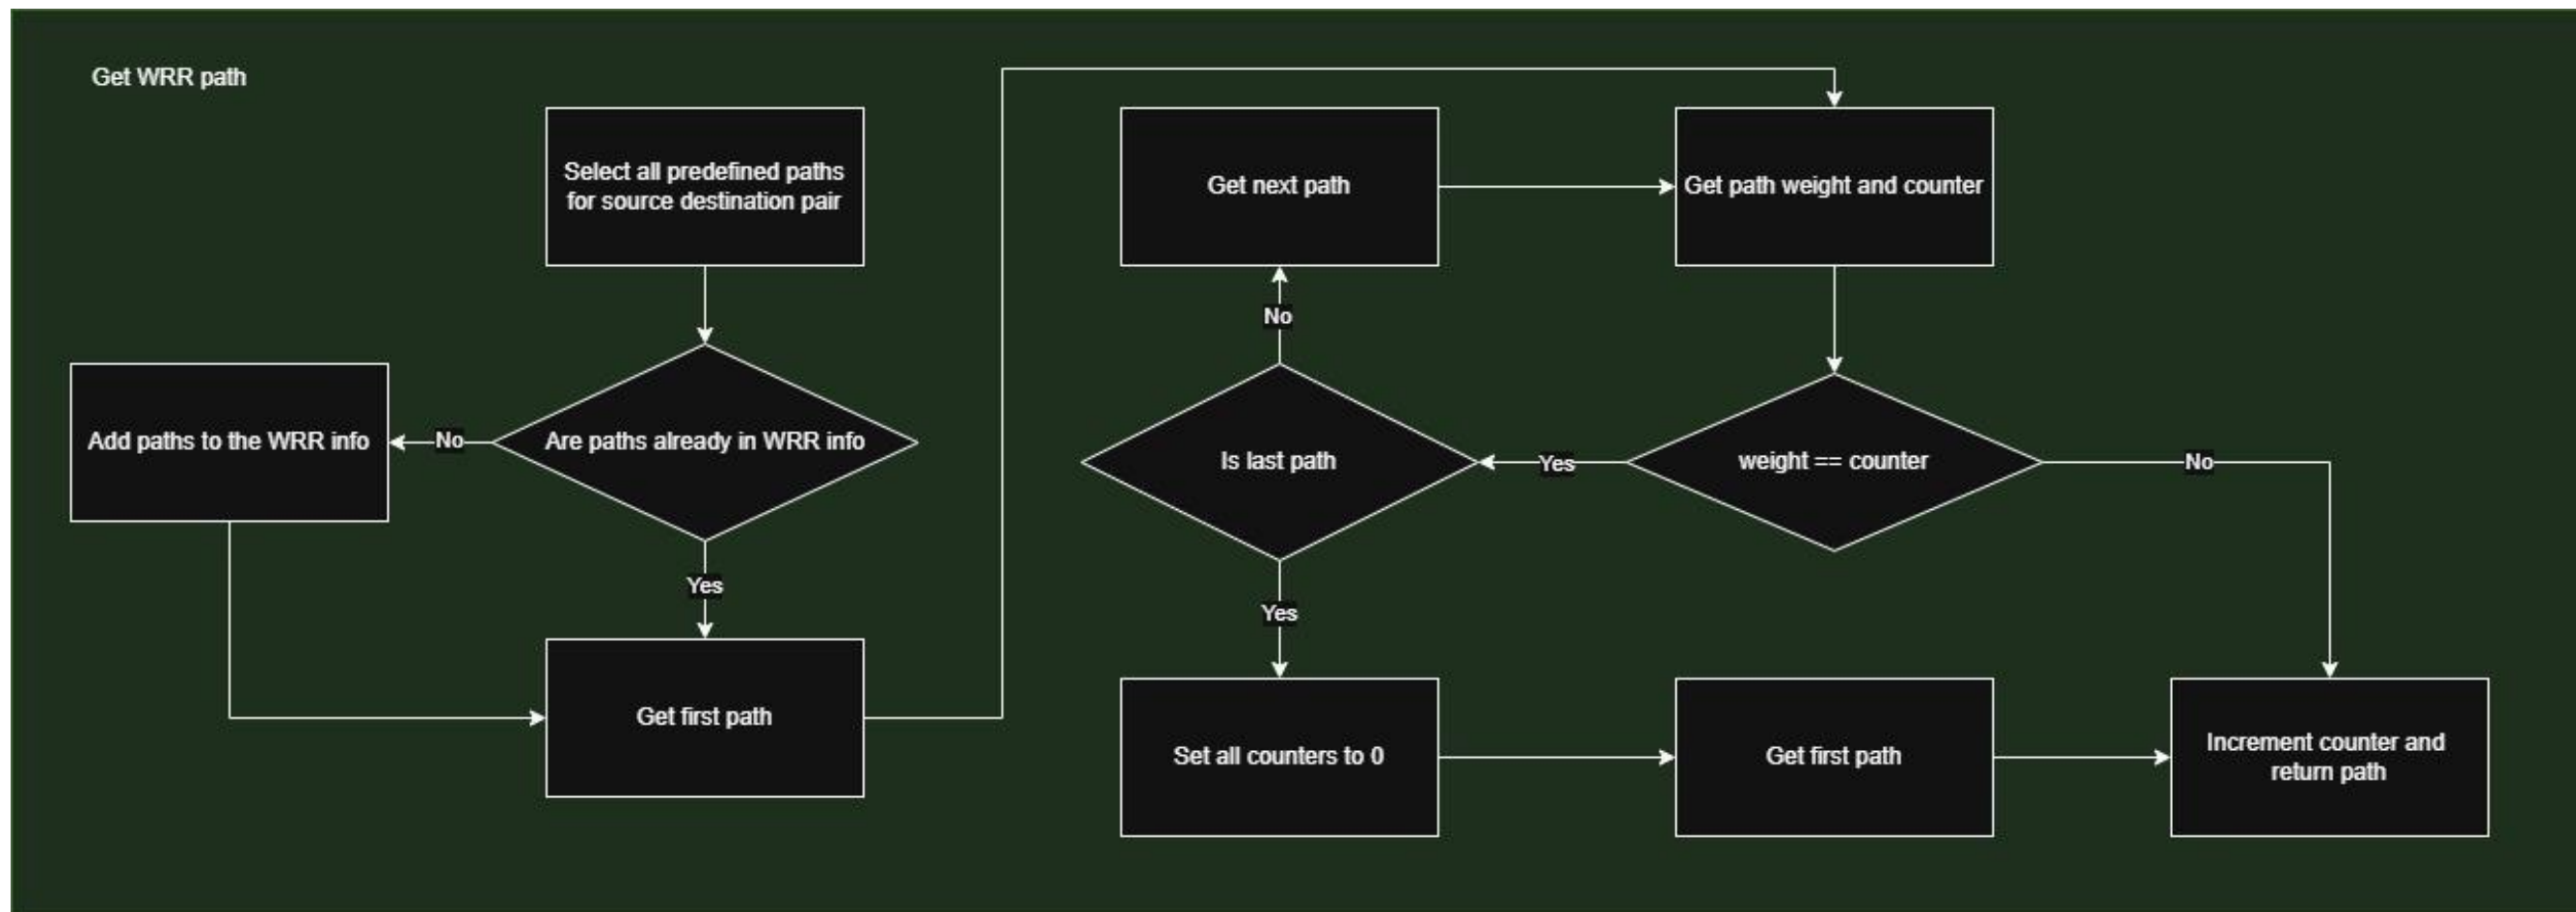 Get WRR path
Select all predefined paths
for source destination pair
Are paths already in WRR info
No
Add paths to the WRR info
Yes
Get first path
Get path weight and counter
weight == counter
Yes
Is last path
No
Get next path
Yes
Set all counters to 0
Get first path
No
Increment counter and
return path